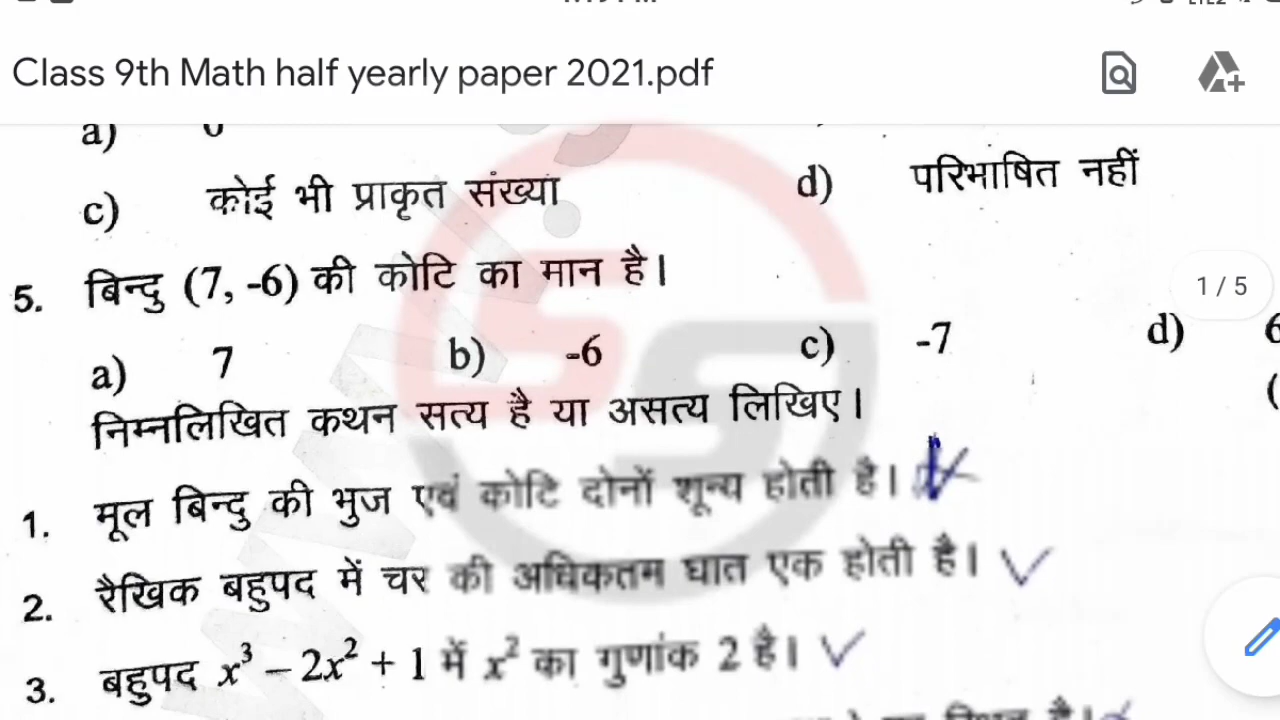 Class 9th Math half yearly paper 2021.pdf
a)
c) कोई भी प्राकृत संख्या d) परिभाषित नहीं
5. बिन्दु (7, -6) की कोटि का मान है।
1 / 5
a) 7 b) -6 c) -7 d) 6
निम्नलिखित कथन सत्य है या असत्य लिखिए। (
1. मूल बिन्दु की भुज एवं कोटि दोनों शून्य होती है।
2. रैखिक बहुपद में चर की अधिकतम घात एक होती है।
3. बहुपद x³ – 2x² + 1 में x² का गुणांक 2 है।